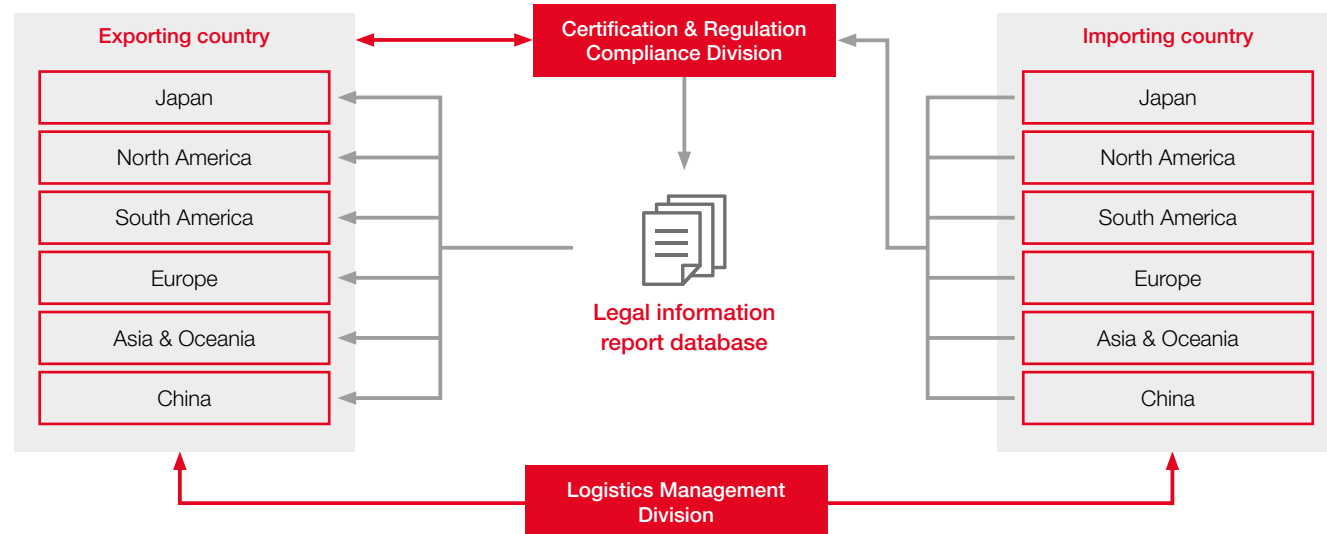 Exporting country
Japan
North America
South America
Europe
Asia & Oceania
China
Certification & Regulation
Compliance Division
Legal information
report database
Importing country
Japan
North America
South America
Europe
Asia & Oceania
China
Logistics Management
Division